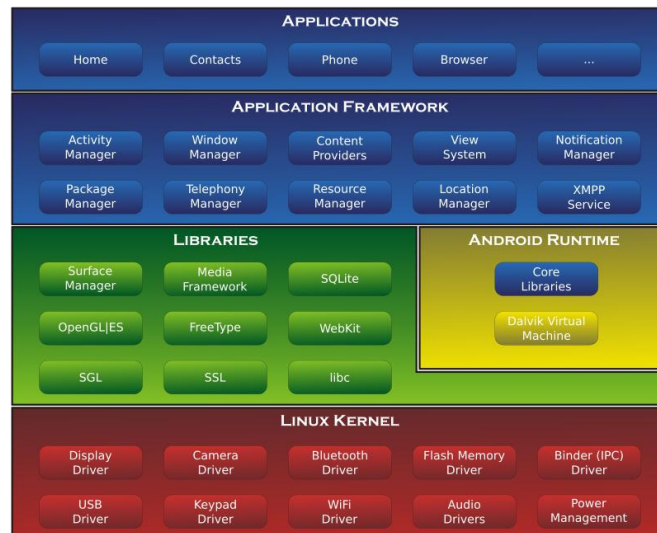 APPLICATIONS
Home
Contacts
Phone
Browser
...
APPLICATION FRAMEWORK
Activity
Manager
Window
Manager
Content
Providers
View
System
Notification
Manager
Package
Manager
Telephony
Manager
Resource
Manager
Location
Manager
XMPP
Service
LIBRARIES
Surface
Manager
Media
Framework
SQLite
OpenGL|ES
FreeType
WebKit
SGL
SSL
libc
ANDROID RUNTIME
Core
Libraries
Dalvik Virtual
Machine
LINUX KERNEL
Display
Driver
Camera
Driver
Bluetooth
Driver
Flash Memory
Driver
Binder (IPC)
Driver
USB
Driver
Keypad
Driver
WiFi
Driver
Audio
Drivers
Power
Management